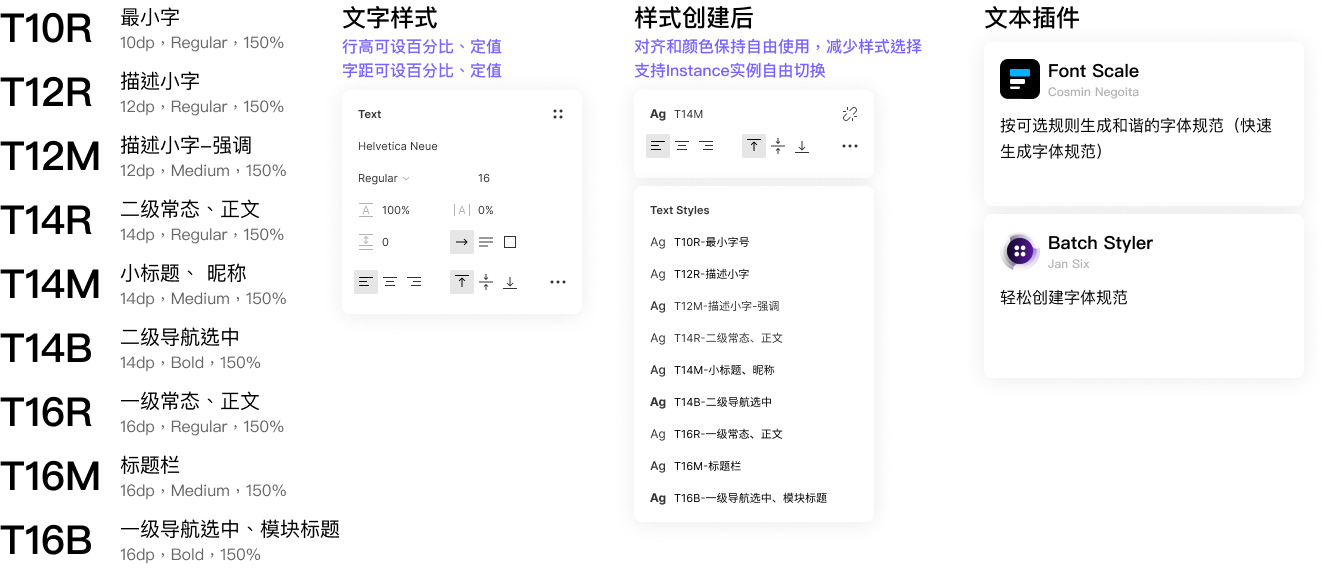 T10R
最小字
10dp，Regular，150%
T12R
描述小字
12dp，Regular，150%
T12M
描述小字–强调
12dp，Medium，150%
T14R
二级常态、正文
14dp，Regular，150%
T14M
小标题、 昵称
14dp，Medium，150%
T14B
二级导航选中
14dp，Bold，150%
T16R
一级常态、正文
16dp，Regular，150%
T16M
标题栏
16dp，Medium，150%
T16B
一级导航选中、模块标题
16dp，Bold，150%
文字样式
行高可设百分比、定值
字距可设百分比、定值
Text
Helvetica Neue
Regular 16
A 100% |A| 0%
0
样式创建后
对齐和颜色保持自由使用，减少样式选择
支持Instance实例自由切换
Ag T14M
Text Styles
Ag T10R-最小字号
Ag T12R-描述小字
Ag T12M-描述小字-强调
Ag T14R-二级常态、正文
Ag T14M-小标题、昵称
Ag T14B-二级导航选中
Ag T16R-一级常态、正文
Ag T16M-标题栏
Ag T16B-一级导航选中、模块标题
文本插件
Font Scale
Cosmin Negoita
按可选规则生成和谐的字体规范（快速
生成字体规范）
Batch Styler
Jan Six
轻松创建字体规范